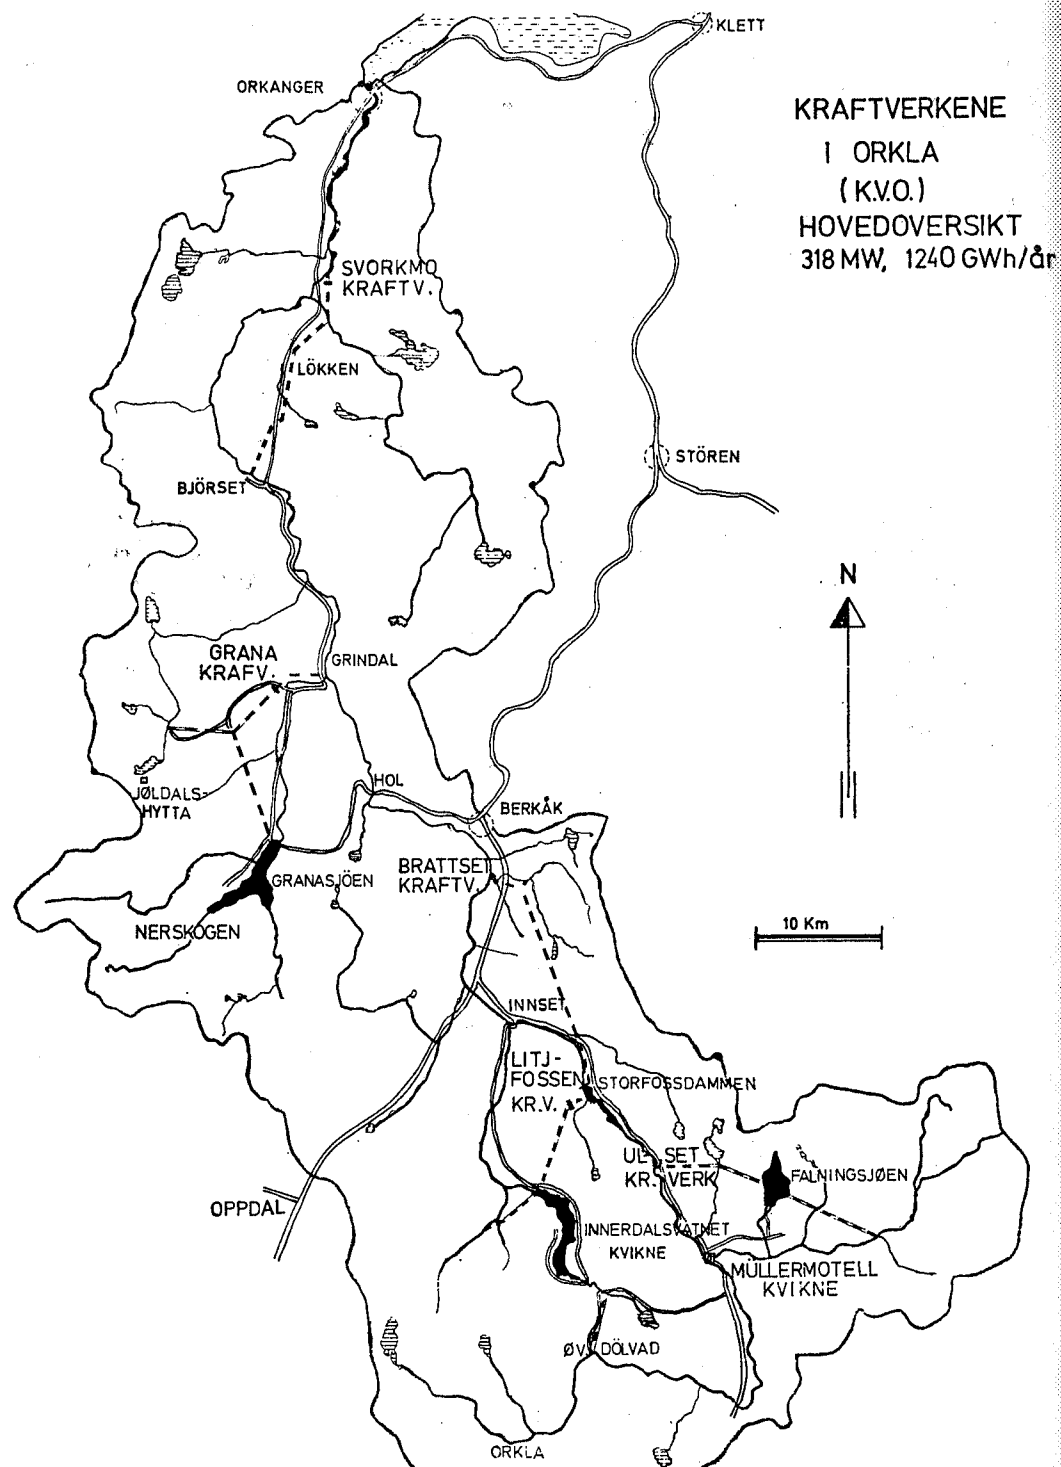 KLETT
ORKANGER
KRAFTVERKENE
I ORKLA
(K.V.O.)
HOVEDOVERSIKT
318 MW, 1240 GWh/år
SVORKMO
KRAFTV.
LÖKKEN
STÖREN
BJÖRSET
N
GRANA
KRAFV.
GRINDAL
HOL
JØLDALS-
HYTTA
BERKÅK
BRATTSET
KRAFTV.
GRANASJÖEN
NERSKOGEN
10 Km
INNSET
LITJ-
FOSSEN
KR.V.
STORFOSSDAMMEN
ULSET
KR.VERK
FALNINGSJØEN
OPPDAL
INNERDALSVATNET
KVIKNE
MÜLLERMOTELL
KVIKNE
ØV. DÖLVAD
ORKLA